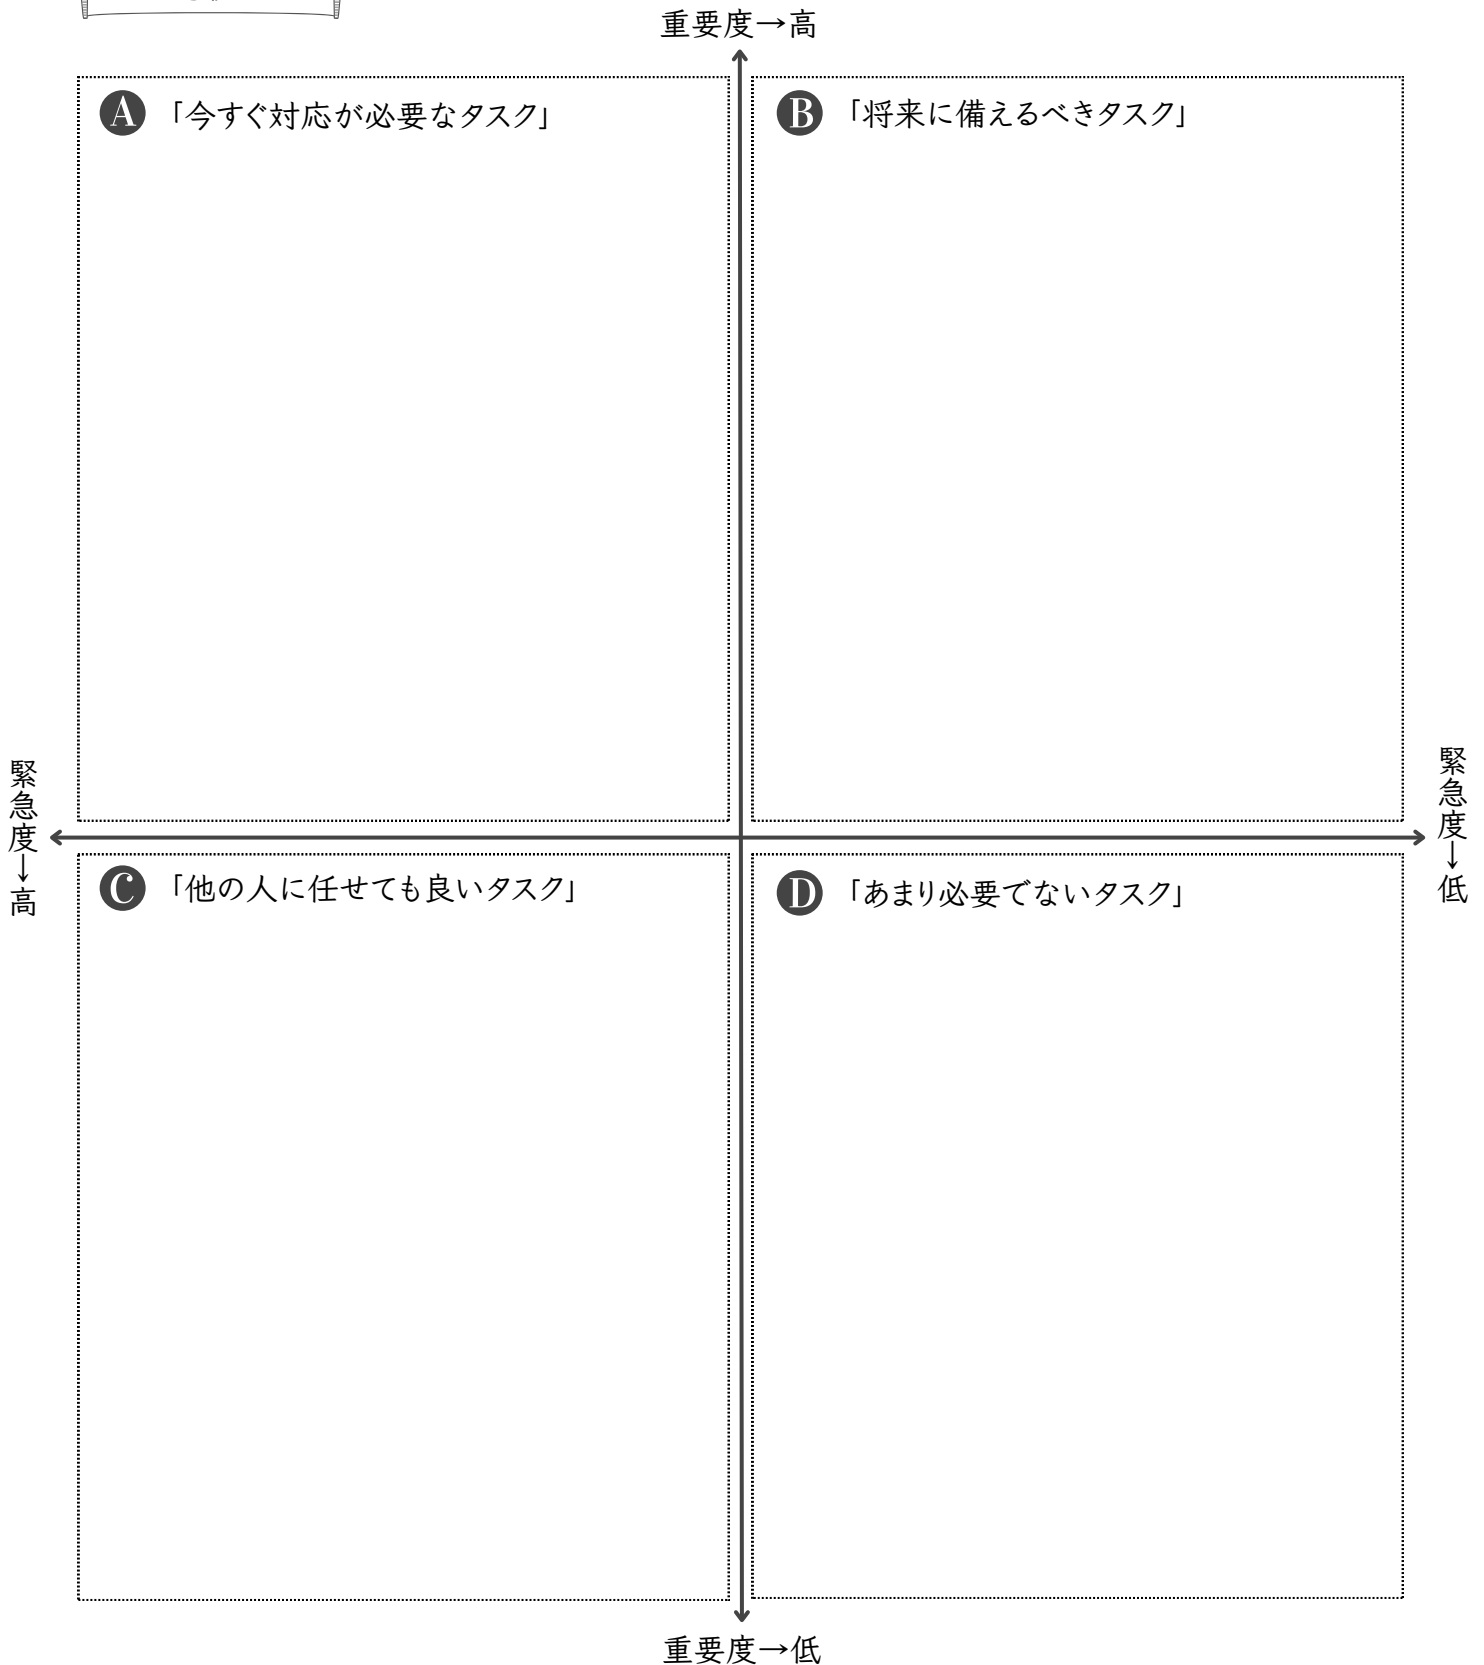 重要度→高
A 「今すぐ対応が必要なタスク」
B 「将来に備えるべきタスク」
緊急度→高
緊急度→低
C 「他の人に任せても良いタスク」
D 「あまり必要でないタスク」
重要度→低